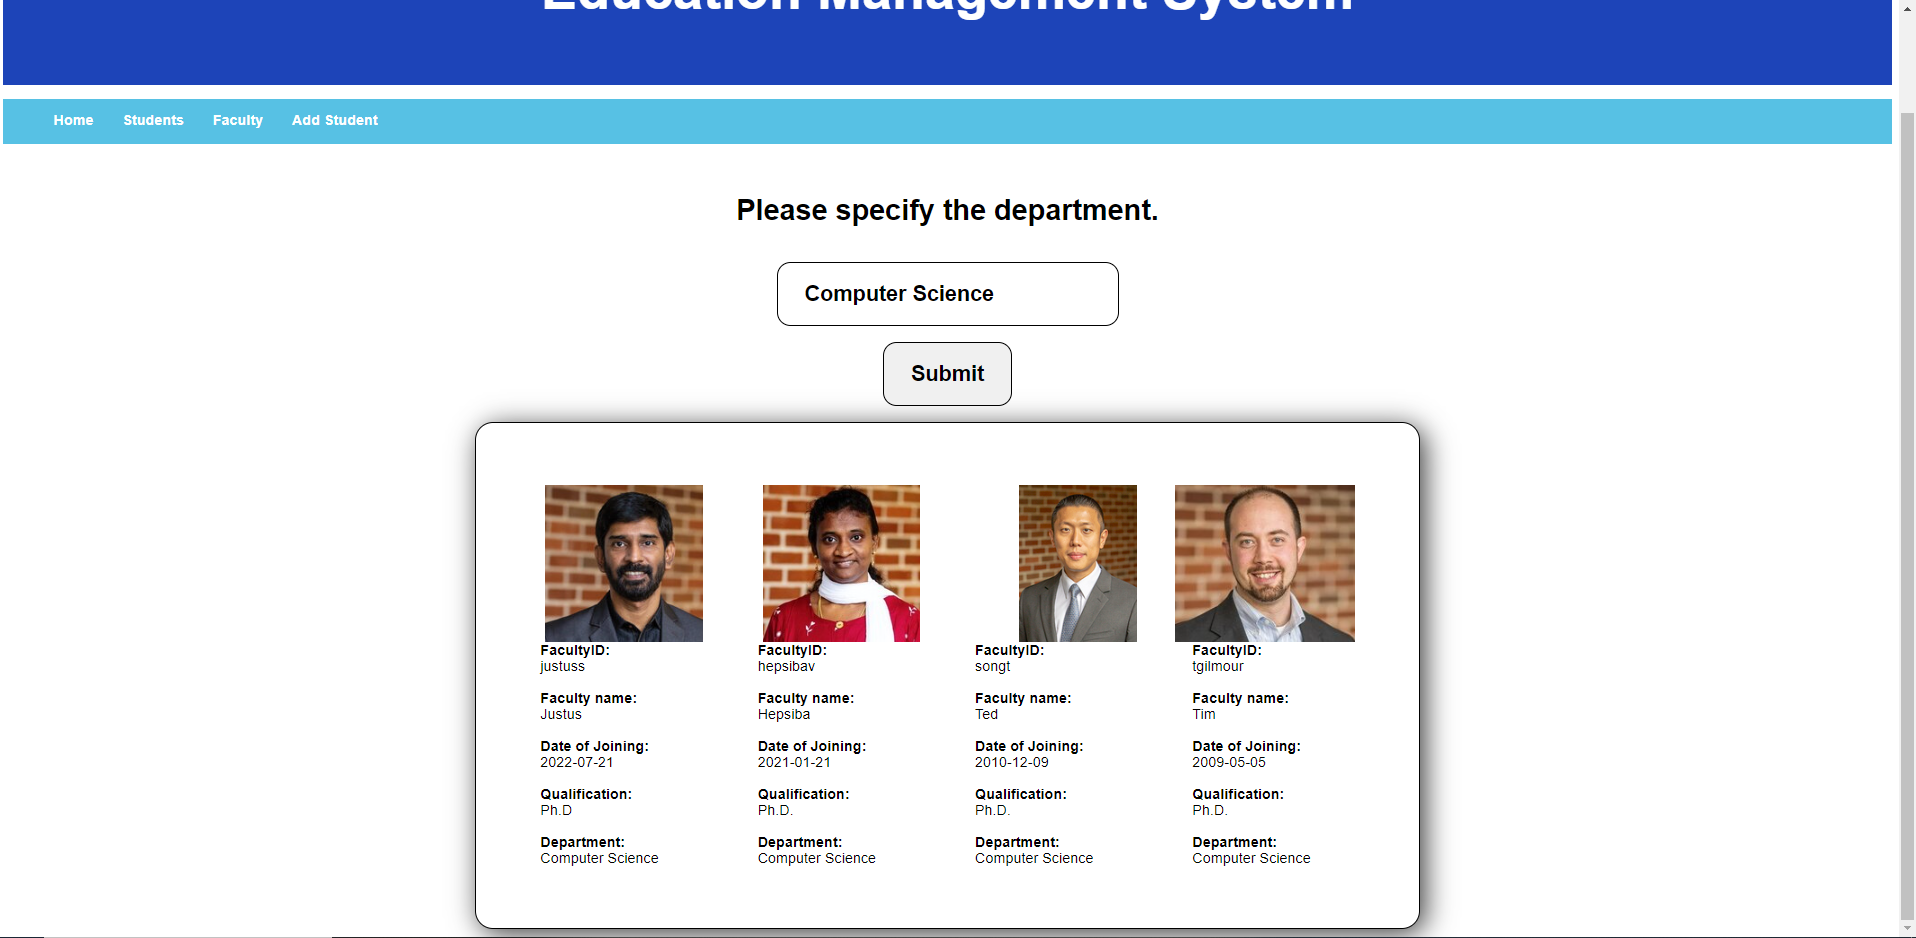 Education Management System
Home Students Faculty Add Student
Please specify the department.
Computer Science
Submit
FacultyID:
justuss
Faculty name:
Justus
Date of Joining:
2022-07-21
Qualification:
Ph.D
Department:
Computer Science
FacultyID:
hepsibav
Faculty name:
Hepsiba
Date of Joining:
2021-01-21
Qualification:
Ph.D.
Department:
Computer Science
FacultyID:
songt
Faculty name:
Ted
Date of Joining:
2010-12-09
Qualification:
Ph.D.
Department:
Computer Science
FacultyID:
tgilmour
Faculty name:
Tim
Date of Joining:
2009-05-05
Qualification:
Ph.D.
Department:
Computer Science